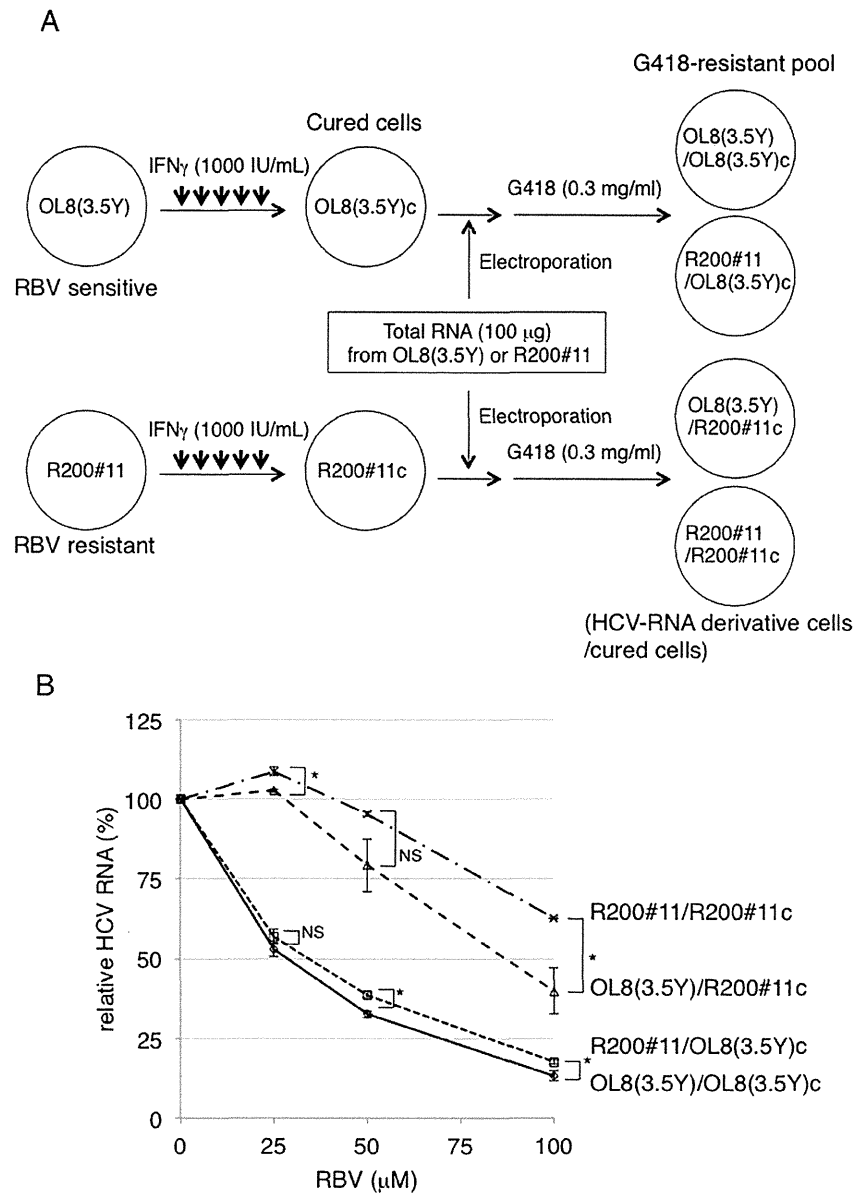 A
G418-resistant pool
Cured cells
IFNγ (1000 IU/mL)
OL8(3.5Y)
OL8(3.5Y)c
G418 (0.3 mg/ml)
OL8(3.5Y)
/OL8(3.5Y)c
R200#11
/OL8(3.5Y)c
RBV sensitive
Electroporation
Total RNA (100 μg)
from OL8(3.5Y) or R200#11
Electroporation
IFNγ (1000 IU/mL)
R200#11
R200#11c
G418 (0.3 mg/ml)
OL8(3.5Y)
/R200#11c
R200#11
/R200#11c
RBV resistant
(HCV-RNA derivative cells
/cured cells)
B
relative HCV RNA (%)
125
100
75
50
25
0
*
NS
NS
*
*
*
R200#11/R200#11c
OL8(3.5Y)/R200#11c
R200#11/OL8(3.5Y)c
OL8(3.5Y)/OL8(3.5Y)c
0 25 50 75 100
RBV (μM)